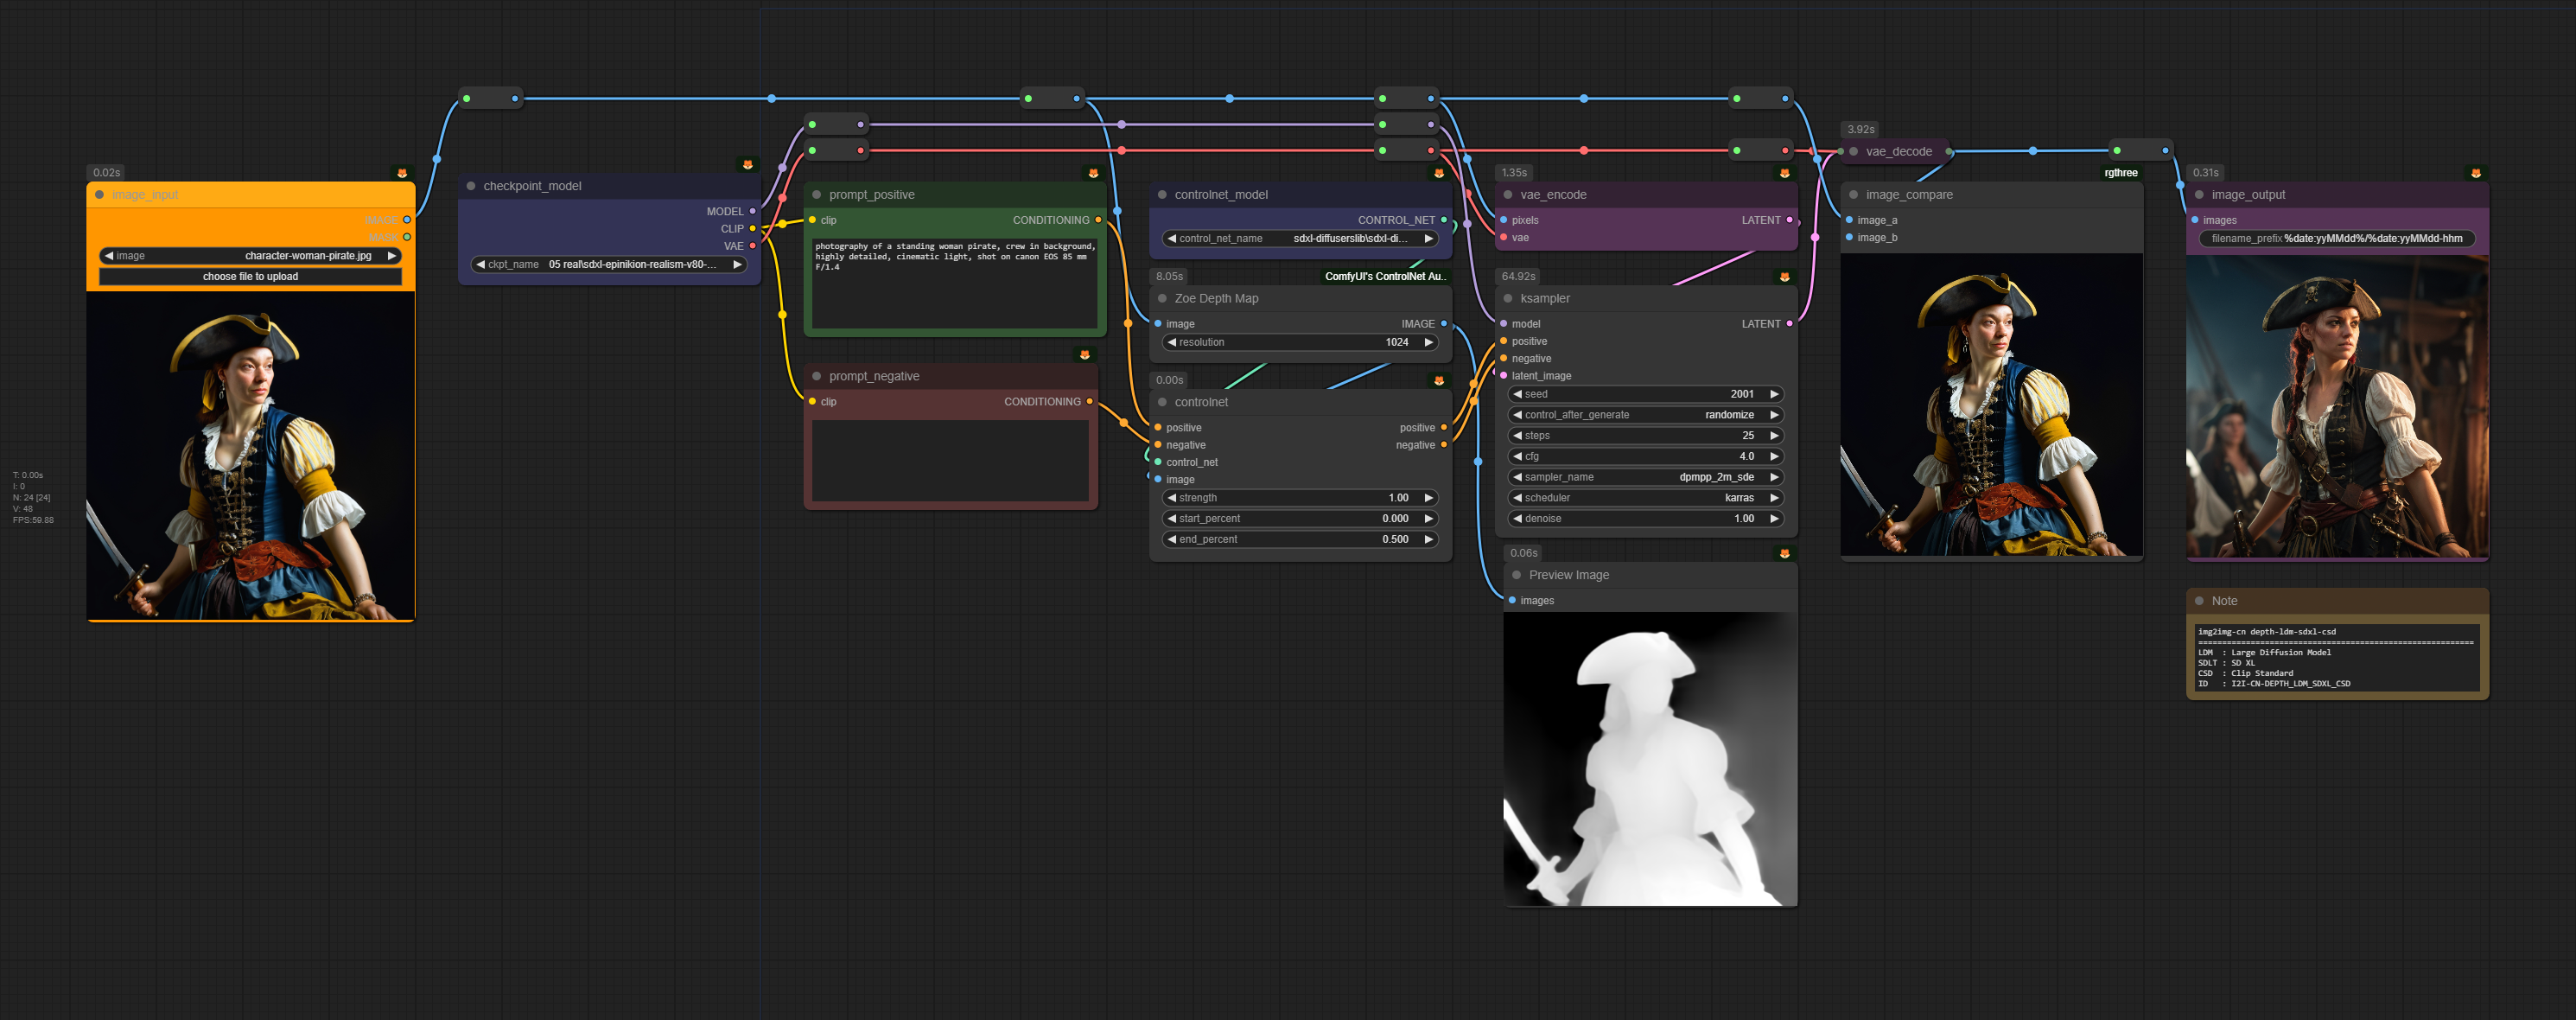 0.02s
image_input
IMAGE
MASK
image character-woman-pirate.jpg
choose file to upload
T: 0.00s
I: 0
N: 24 [24]
V: 48
FPS:59.88
checkpoint_model
MODEL
CLIP
VAE
ckpt_name 05 real\sdxl-epinikion-realism-v80-...
prompt_positive
clip CONDITIONING
photography of a standing woman pirate, crew in background,
highly detailed, cinematic light, shot on canon EOS 85 mm
F/1.4
prompt_negative
clip CONDITIONING
controlnet_model
CONTROL_NET
control_net_name sdxl-diffuserslib\sdxl-di...
8.05s ComfyUI's ControlNet Au..
Zoe Depth Map
image IMAGE
resolution 1024
0.00s
controlnet
positive positive
negative negative
control_net
image
strength 1.00
start_percent 0.000
end_percent 0.500
1.35s
vae_encode
pixels LATENT
vae
64.92s
ksampler
model LATENT
positive
negative
latent_image
seed 2001
control_after_generate randomize
steps 25
cfg 4.0
sampler_name dpmpp_2m_sde
scheduler karras
denoise 1.00
0.06s
Preview Image
images
3.92s
vae_decode
rgthree
image_compare
image_a
image_b
0.31s
image_output
images
filename_prefix %date:yyMMdd%/%date:yyMMdd-hhm
Note
img2img-cn depth-ldm-sdxl-csd
LDM : Large Diffusion Model
SDLT : SD XL
CSD : Clip Standard
ID : I2I-CN-DEPTH_LDM_SDXL_CSD